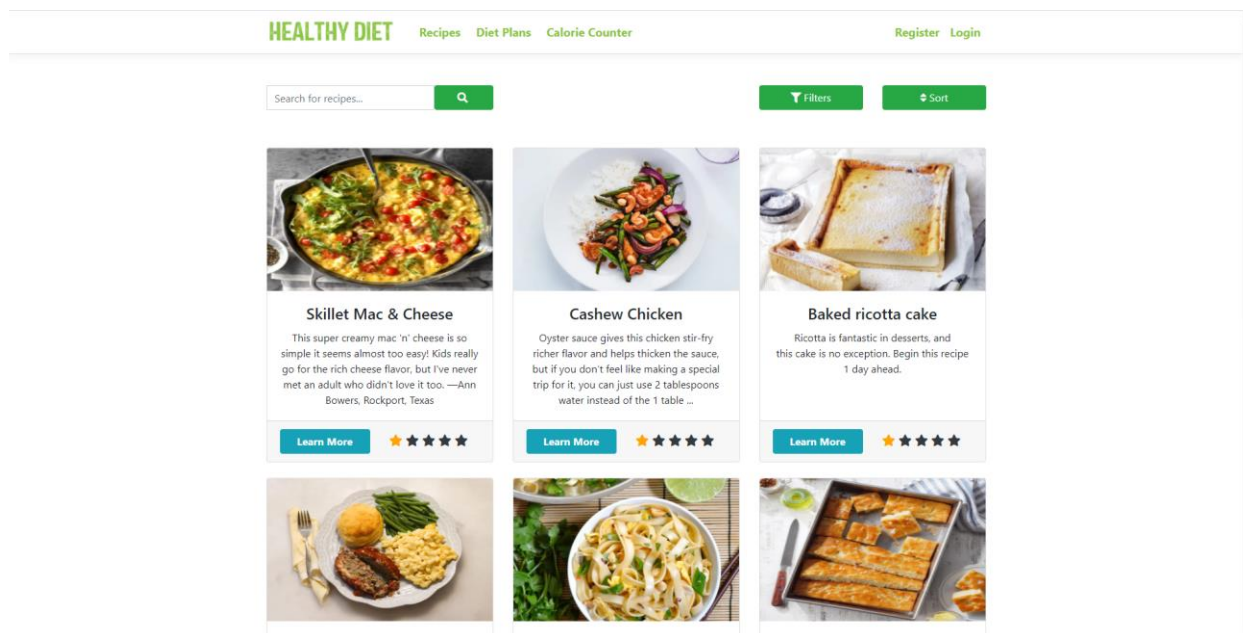 HEALTHY DIET Recipes Diet Plans Calorie Counter Register Login
Search for recipes... Filters Sort
Skillet Mac & Cheese
This super creamy mac 'n' cheese is so
simple it seems almost too easy! Kids really
go for the rich cheese flavor, but I've never
met an adult who didn't love it too. —Ann
Bowers, Rockport, Texas
Learn More
Cashew Chicken
Oyster sauce gives this chicken stir-fry
richer flavor and helps thicken the sauce,
but if you don't feel like making a special
trip for it, you can just use 2 tablespoons
water instead of the 1 table ...
Learn More
Baked ricotta cake
Ricotta is fantastic in desserts, and
this cake is no exception. Begin this recipe
1 day ahead.
Learn More